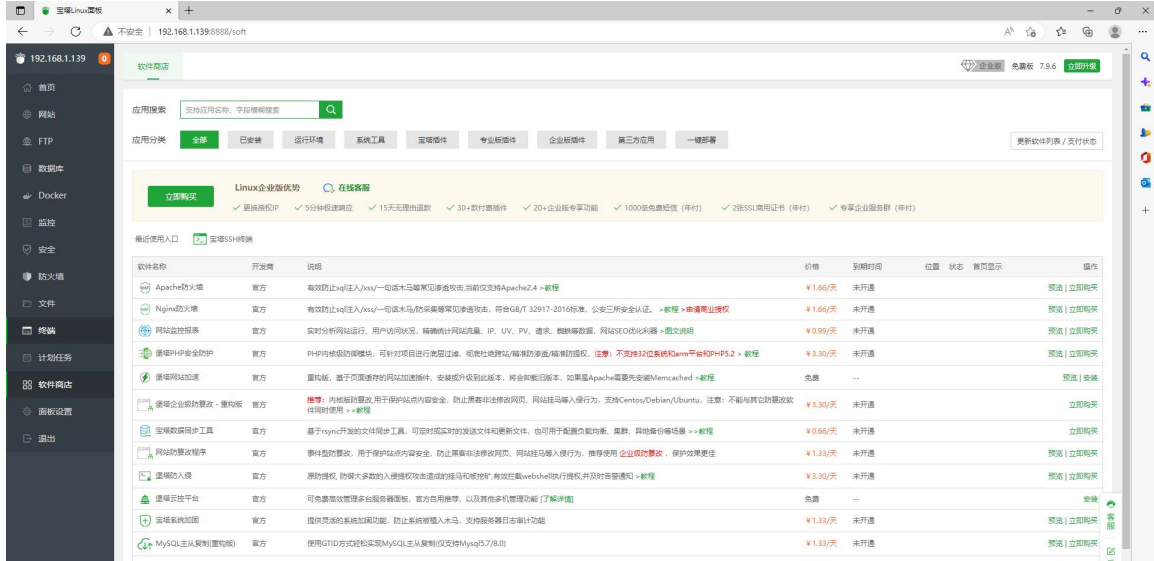 宝塔Linux面板
不安全 | 192.168.1.139:8888/soft
192.168.1.139 0
首页
网站
FTP
数据库
Docker
监控
安全
防火墙
文件
终端
计划任务
软件商店
面板设置
退出
软件商店
企业版 免费版 7.9.6 立即升级
应用搜索 支持应用名称、字段模糊搜索
应用分类 全部 已安装 运行环境 系统工具 宝塔插件 专业版插件 企业版插件 第三方应用 一键部署
更新软件列表 / 支付状态
立即购买
Linux企业版优势 在线客服
更换授权IP 5分钟极速响应 15天无理由退款 30+款付费插件 20+企业版专享功能 1000条免费短信 (年付) 2张SSL商用证书 (年付) 专享企业服务群 (年付)
最近使用入口 宝塔SSH终端
软件名称 开发商 说明 价格 到期时间 位置 状态 首页显示 操作
Apache防火墙 官方 有效防止sql注入/xss/一句话木马等常见渗透攻击,当前仅支持Apache2.4 >教程 ¥1.66/天 未开通 预览 | 立即购买
Nginx防火墙 官方 有效防止sql注入/xss/一句话木马/防采集等常见渗透攻击、符合GB/T 32917-2016标准、公安三所安全认证。 >教程 >申请商业授权 ¥1.66/天 未开通 预览 | 立即购买
网站监控报表 官方 实时分析网站运行、用户访问状况、精确统计网站流量、IP、UV、PV、请求、蜘蛛等数据，网站SEO优化利器 >图文说明 ¥0.99/天 未开通 预览 | 立即购买
堡塔PHP安全防护 官方 PHP内核级防御模块，可针对项目进行底层过滤，彻底杜绝跨站/精准防渗透/精准防提权，注意：不支持32位系统和arm平台和PHP5.2 > 教程 ¥3.30/天 未开通 预览 | 立即购买
堡塔网站加速 官方 重构版，基于页面缓存的网站加速插件，安装或升级到此版本，将会卸载旧版本，如果是Apache需要先安装Memcached >教程 免费 -- 预览 | 安装
堡塔企业级防篡改 - 重构版 官方 推荐：内核版防篡改,用于保护站点内容安全，防止黑客非法修改网页、网站挂马等入侵行为，支持Centos/Debian/Ubuntu，注意：不能与其它防篡改软 ¥3.30/天 未开通 立即购买
件同时使用 >>教程
宝塔数据同步工具 官方 基于rsync开发的文件同步工具，可定时或实时的发送文件和更新文件，也可用于配置负载均衡、集群、异地备份等场景 >>教程 ¥0.66/天 未开通 立即购买
网站防篡改程序 官方 事件型防篡改，用于保护站点内容安全、防止黑客非法修改网页、网站挂马等入侵行为，推荐使用 企业级防篡改 ，保护效果更佳 ¥1.33/天 未开通 预览 | 立即购买
堡塔防入侵 官方 原防提权, 防御大多数的入侵提权攻击造成的挂马和被挖矿,有效拦截webshell执行提权,并及时告警通知 >教程 ¥3.30/天 未开通 预览 | 立即购买
堡塔云控平台 官方 可免费高效管理多台服务器面板，官方自用推荐，以及其他多机管理功能 [了解详情] 免费 -- 安装
宝塔系统加固 官方 提供灵活的系统加固功能，防止系统被植入木马，支持服务器日志审计功能 ¥1.33/天 未开通 预览 | 立即购买
MySQL主从复制(重构版) 官方 使用GTID方式轻松实现MySQL主从复制(仅支持Mysql5.7/8.0) ¥1.33/天 未开通 预览 | 立即购买
客服